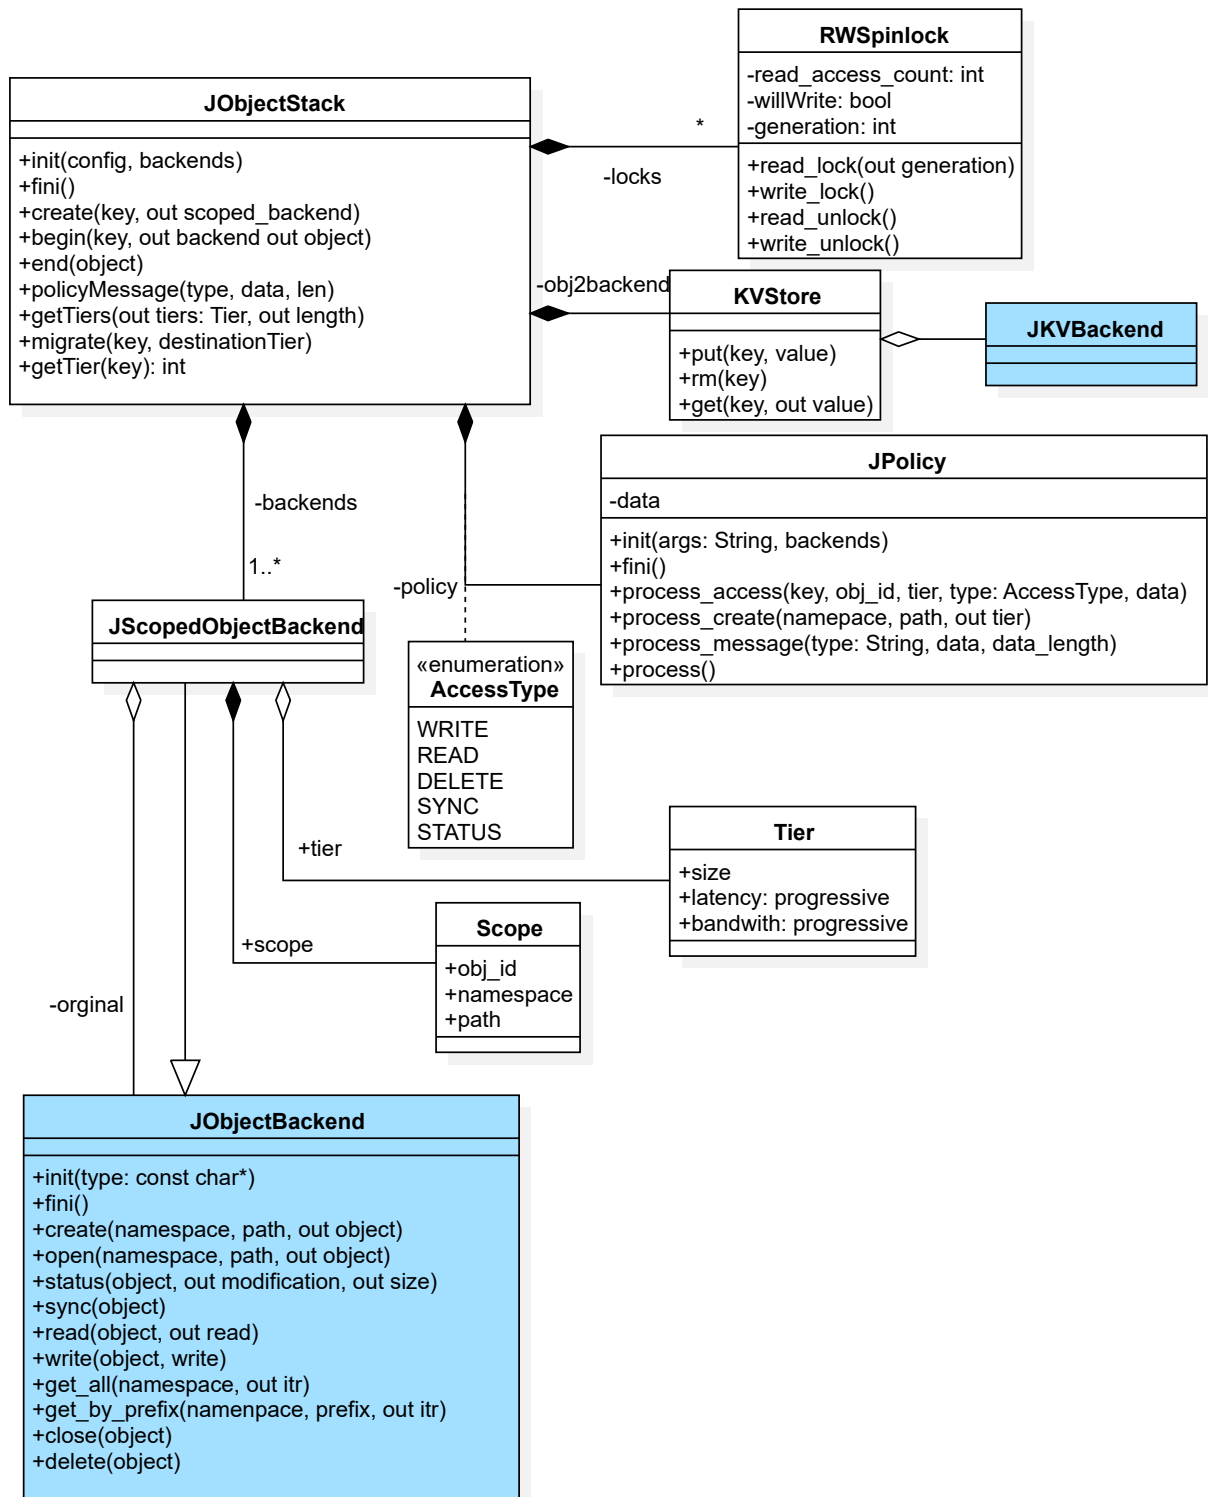 RWSpinlock
-read_access_count: int
-willWrite: bool
-generation: int
+read_lock(out generation)
+write_lock()
+read_unlock()
+write_unlock()
JObjectStack
+init(config, backends)
+fini()
+create(key, out scoped_backend)
+begin(key, out backend out object)
+end(object)
+policyMessage(type, data, len)
+getTiers(out tiers: Tier, out length)
+migrate(key, destinationTier)
+getTier(key): int
*
-locks
-obj2backend
KVStore
+put(key, value)
+rm(key)
+get(key, out value)
JKVBackend
JPolicy
-data
+init(args: String, backends)
+fini()
+process_access(key, obj_id, tier, type: AccessType, data)
+process_create(namepace, path, out tier)
+process_message(type: String, data, data_length)
+process()
-backends
1..*
-policy
JScopedObjectBackend
«enumeration»
AccessType
WRITE
READ
DELETE
SYNC
STATUS
+tier
Tier
+size
+latency: progressive
+bandwith: progressive
+scope
Scope
+obj_id
+namespace
+path
-orginal
JObjectBackend
+init(type: const char*)
+fini()
+create(namespace, path, out object)
+open(namespace, path, out object)
+status(object, out modification, out size)
+sync(object)
+read(object, out read)
+write(object, write)
+get_all(namespace, out itr)
+get_by_prefix(namenpace, prefix, out itr)
+close(object)
+delete(object)